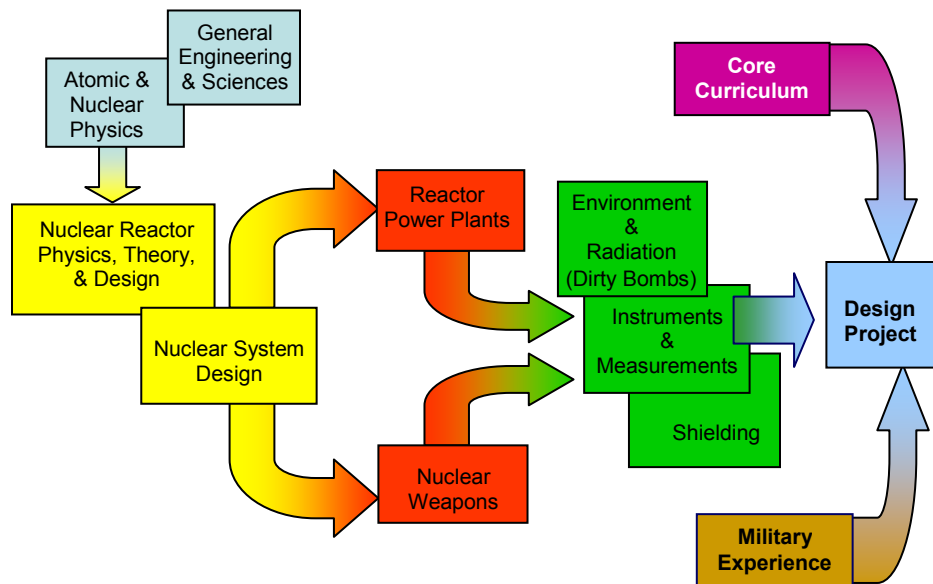 General
Engineering
& Sciences
Atomic &
Nuclear
Physics
Nuclear Reactor
Physics, Theory,
& Design
Nuclear System
Design
Reactor
Power Plants
Nuclear
Weapons
Environment
&
Radiation
(Dirty Bombs)
Instruments
&
Measurements
Shielding
Core
Curriculum
Design
Project
Military
Experience